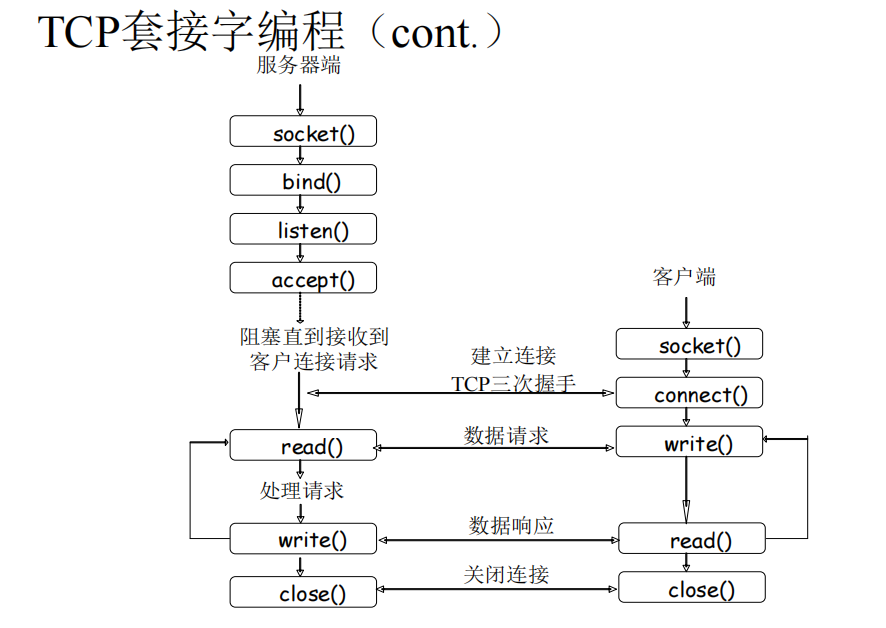 TCP套接字编程（cont.）
服务器端
socket()
bind()
listen()
accept()
阻塞直到接收到
客户连接请求
read()
处理请求
write()
close()
建立连接
TCP三次握手
数据请求
数据响应
关闭连接
客户端
socket()
connect()
write()
read()
close()